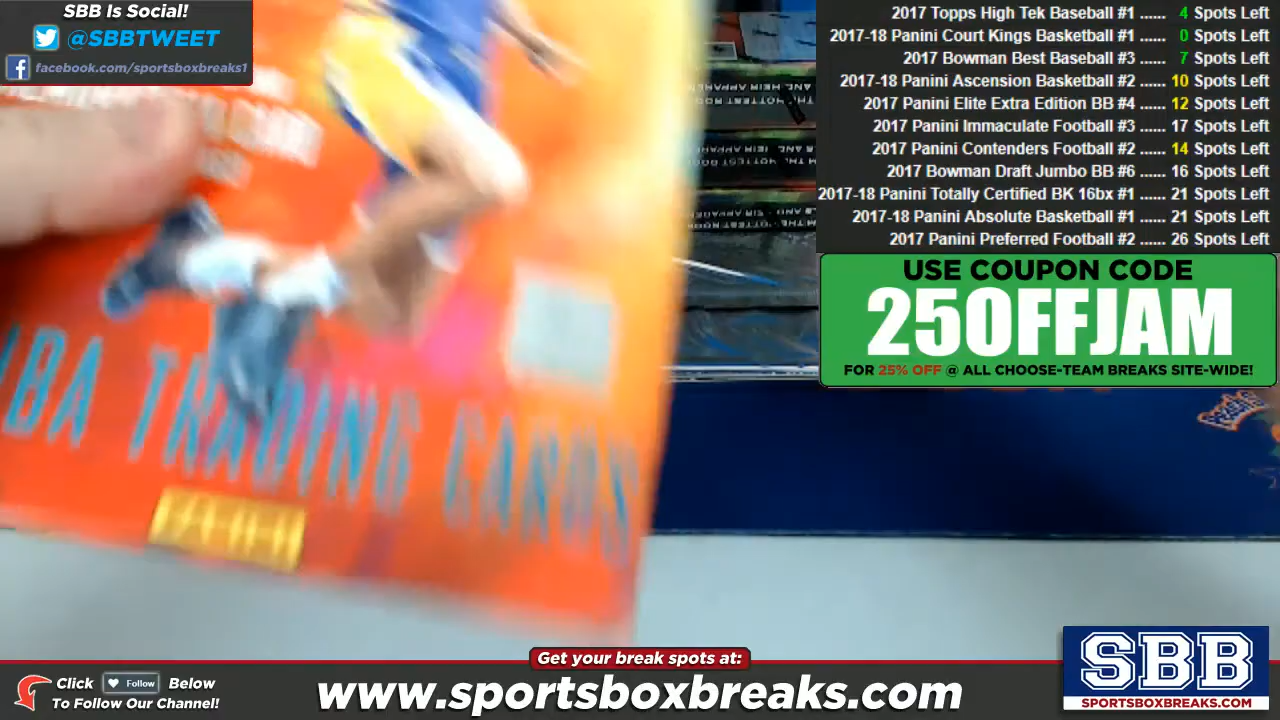 SBB Is Social!
@SBBTWEET
facebook.com/sportsboxbreaks1
2017 Topps High Tek Baseball #1 ...... 4 Spots Left
2017-18 Panini Court Kings Basketball #1 ...... 0 Spots Left
2017 Bowman Best Baseball #3 ...... 7 Spots Left
2017-18 Panini Ascension Basketball #2 ...... 10 Spots Left
2017 Panini Elite Extra Edition BB #4 ...... 12 Spots Left
2017 Panini Immaculate Football #3 ...... 17 Spots Left
2017 Panini Contenders Football #2 ...... 14 Spots Left
2017 Bowman Draft Jumbo BB #6 ...... 16 Spots Left
2017-18 Panini Totally Certified BK 16bx #1 ...... 21 Spots Left
2017-18 Panini Absolute Basketball #1 ...... 21 Spots Left
2017 Panini Preferred Football #2 ...... 26 Spots Left
USE COUPON CODE
25OFFJAM
FOR 25% OFF @ ALL CHOOSE-TEAM BREAKS SITE-WIDE!
TRADING CARDS
PANINI
Get your break spots at:
Click Follow Below
To Follow Our Channel!
www.sportsboxbreaks.com
SBB
SPORTSBOXBREAKS.COM